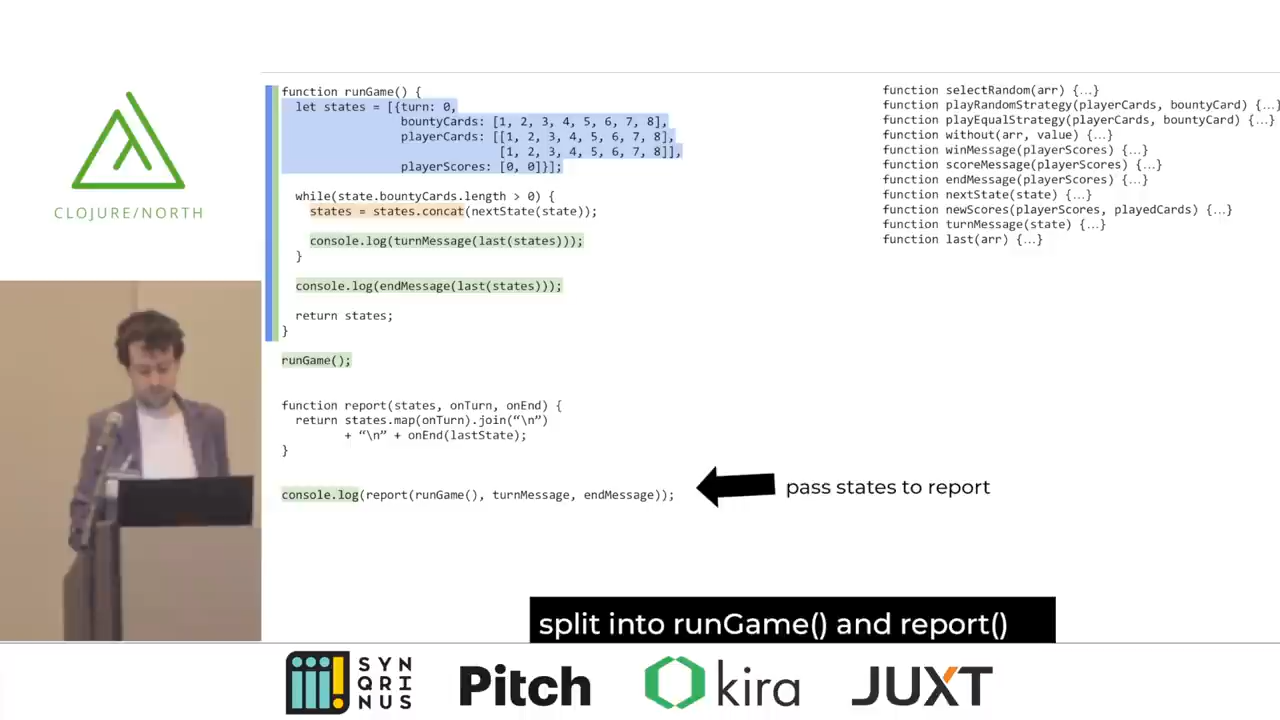 CLOJURE/NORTH
function runGame() {
let states = [{turn: 0,
bountyCards: [1, 2, 3, 4, 5, 6, 7, 8],
playerCards: [[1, 2, 3, 4, 5, 6, 7, 8],
[1, 2, 3, 4, 5, 6, 7, 8]],
playerScores: [0, 0]}];
while(state.bountyCards.length > 0) {
states = states.concat(nextState(state));
console.log(turnMessage(last(states)));
}
console.log(endMessage(last(states)));
return states;
}
runGame();
function report(states, onTurn, onEnd) {
return states.map(onTurn).join(“\n”)
+ “\n” + onEnd(lastState);
}
console.log(report(runGame(), turnMessage, endMessage));
pass states to report
function selectRandom(arr) {...}
function playRandomStrategy(playerCards, bountyCard) {...
function playEqualStrategy(playerCards, bountyCard) {...}
function without(arr, value) {...}
function winMessage(playerScores) {...}
function scoreMessage(playerScores) {...}
function endMessage(playerScores) {...}
function nextState(state) {...}
function newScores(playerScores, playedCards) {...}
function turnMessage(state) {...}
function last(arr) {...}
split into runGame() and report()
SYN
QRI
NUS
Pitch
kira
JUXT